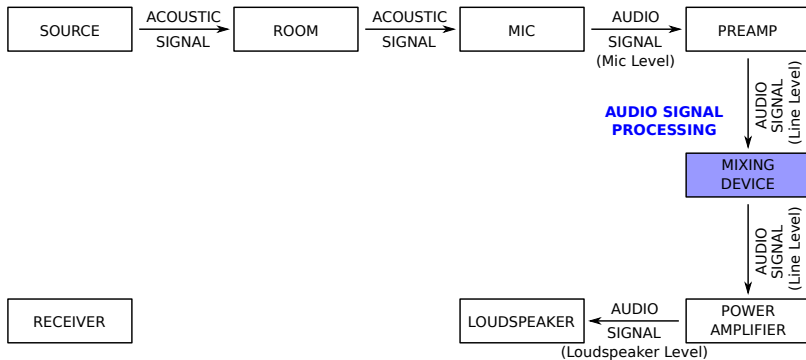 SOURCE
ACOUSTIC
SIGNAL
ROOM
ACOUSTIC
SIGNAL
MIC
AUDIO
SIGNAL
(Mic Level)
PREAMP
AUDIO
SIGNAL
(Line Level)
AUDIO SIGNAL
PROCESSING
MIXING
DEVICE
AUDIO
SIGNAL
(Line Level)
POWER
AMPLIFIER
AUDIO
SIGNAL
(Loudspeaker Level)
LOUDSPEAKER
RECEIVER